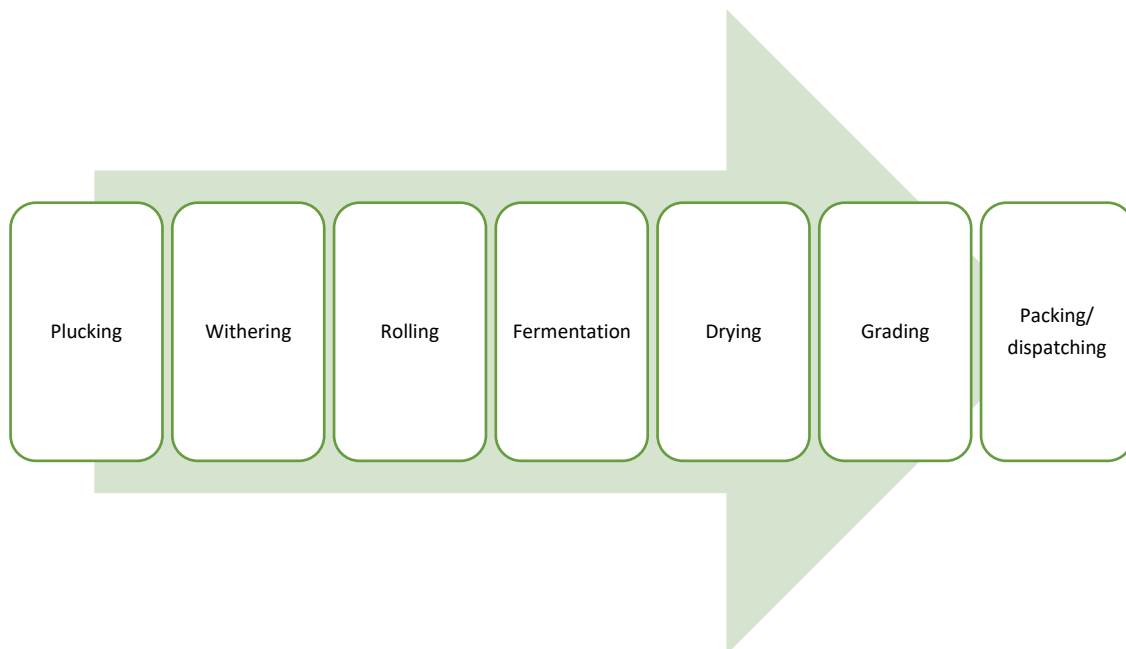 Plucking
Withering
Rolling
Fermentation
Drying
Grading
Packing/
dispatching